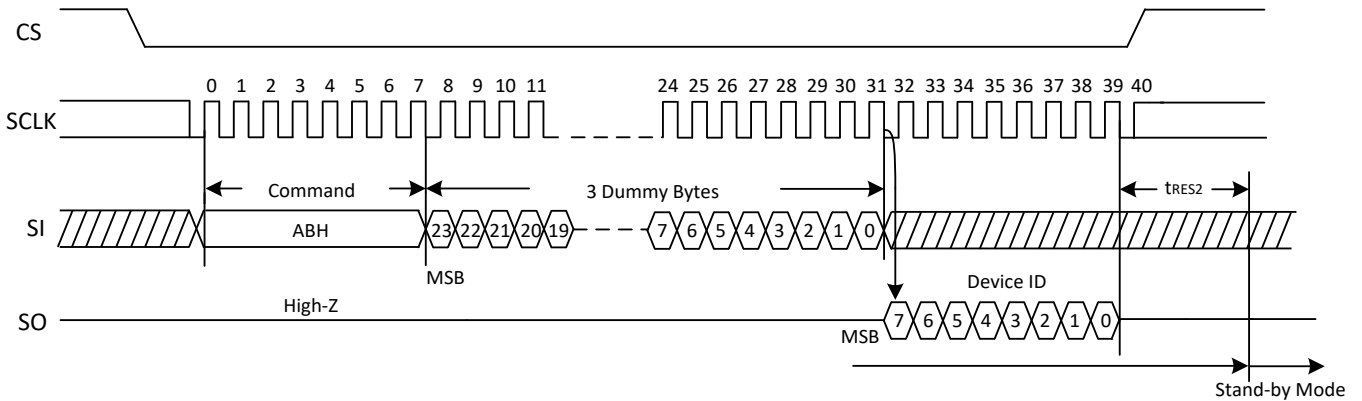 CS
0 1 2 3 4 5 6 7 8 9 10 11 24 25 26 27 28 29 30 31 32 33 34 35 36 37 38 39 40
SCLK
Command 3 Dummy Bytes tRES2
SI ABH 23 22 21 20 19 7 6 5 4 3 2 1 0
MSB Device ID
High-Z
SO 7 6 5 4 3 2 1 0
MSB
Stand-by Mode